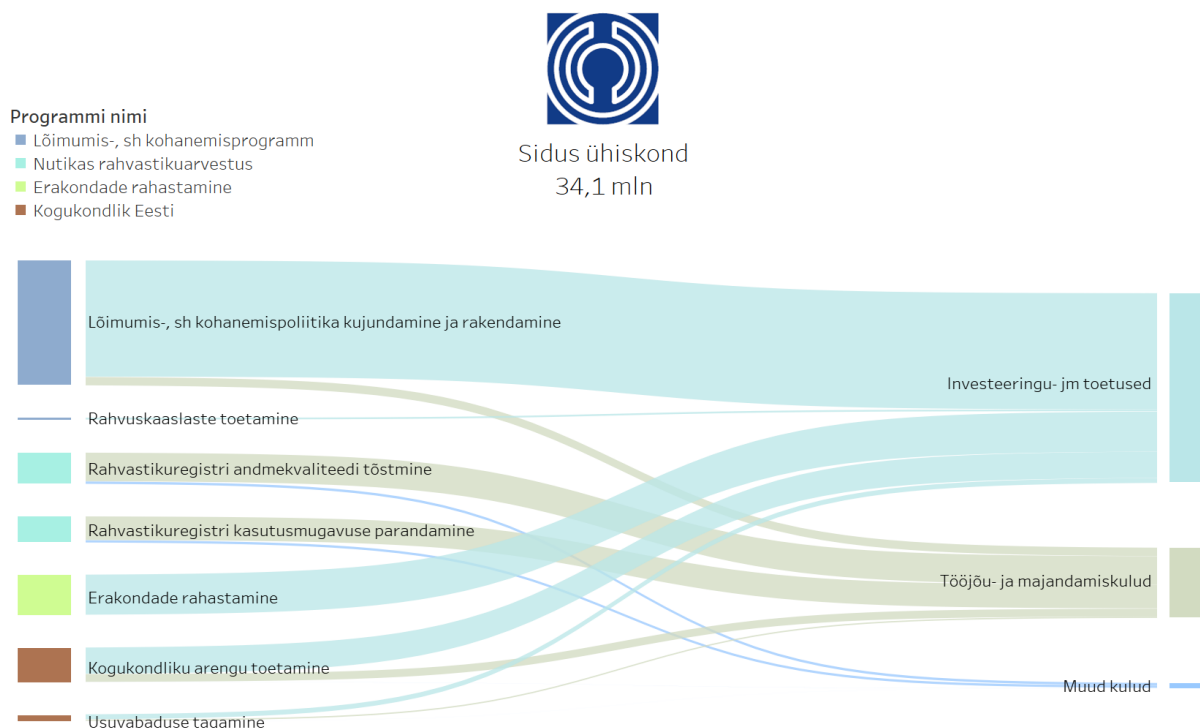 Sidus ühiskond
34,1 mln
Programmi nimi
Lõimumis-, sh kohanemisprogramm
Nutikas rahvastikuarvestus
Erakondade rahastamine
Kogukondlik Eesti
Lõimumis-, sh kohanemispoliitika kujundamine ja rakendamine
Investeeringu- jm toetused
Rahvuskaaslaste toetamine
Rahvastikuregistri andmekvaliteedi tõstmine
Rahvastikuregistri kasutusmugavuse parandamine
Tööjõu- ja majandamiskulud
Erakondade rahastamine
Kogukondliku arengu toetamine
Muud kulud
Usuvabaduse tagamine